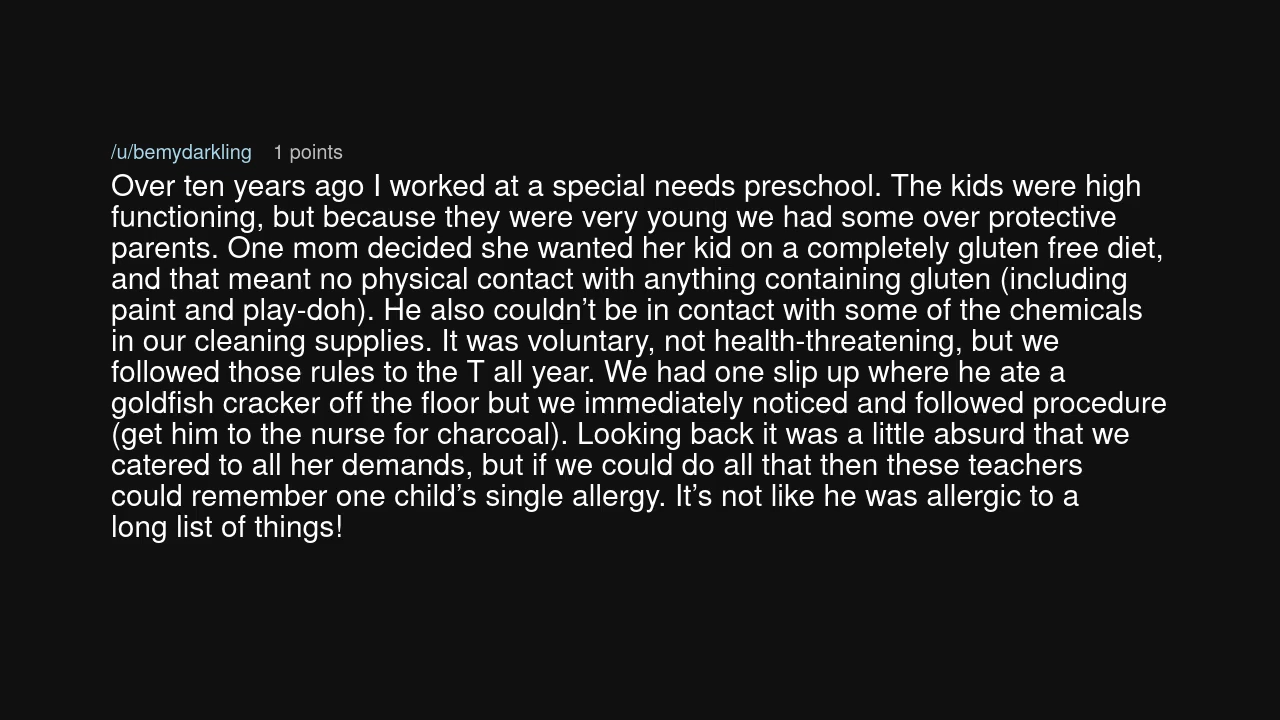 /u/bemydarkling 1 points
Over ten years ago I worked at a special needs preschool. The kids were high
functioning, but because they were very young we had some over protective
parents. One mom decided she wanted her kid on a completely gluten free diet,
and that meant no physical contact with anything containing gluten (including
paint and play-doh). He also couldn’t be in contact with some of the chemicals
in our cleaning supplies. It was voluntary, not health-threatening, but we
followed those rules to the T all year. We had one slip up where he ate a
goldfish cracker off the floor but we immediately noticed and followed procedure
(get him to the nurse for charcoal). Looking back it was a little absurd that we
catered to all her demands, but if we could do all that then these teachers
could remember one child’s single allergy. It’s not like he was allergic to a
long list of things!